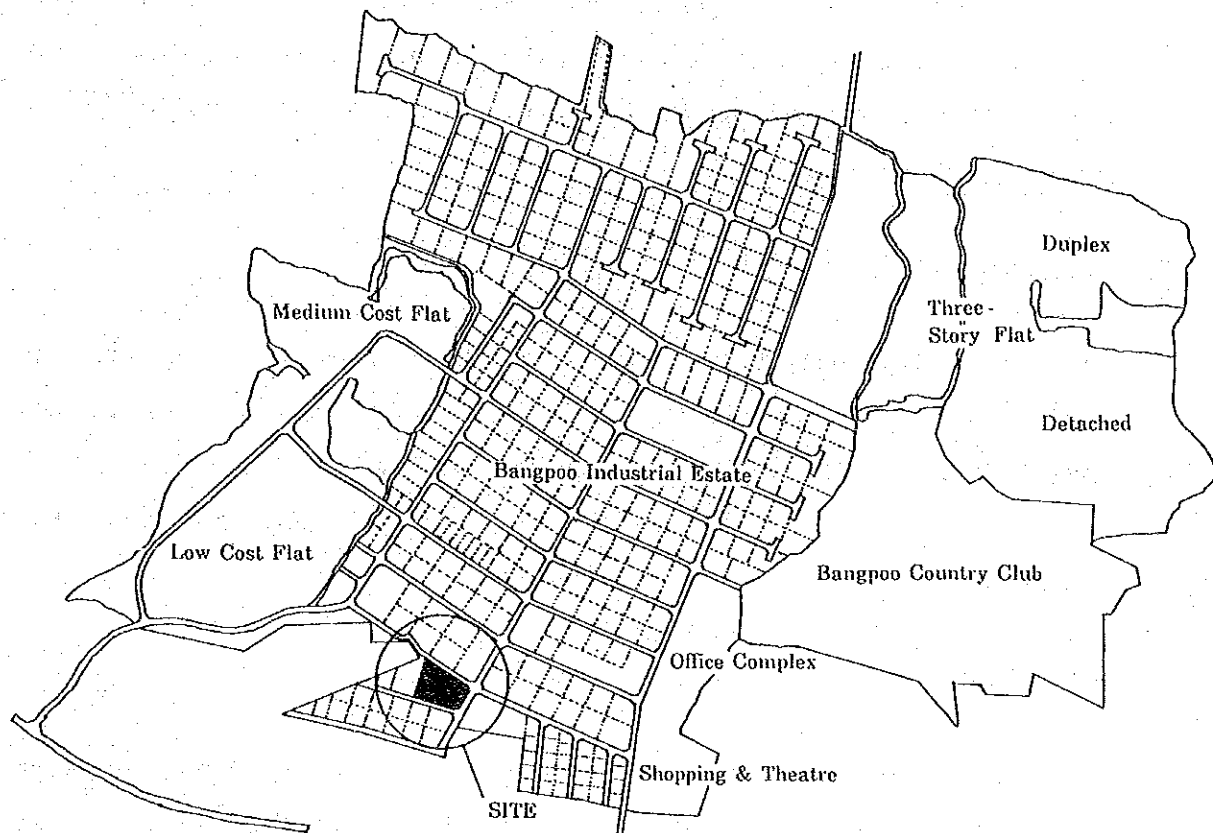 Duplex
Medium Cost Flat
Three-
Story Flat
Detached
Bangpoo Industrial Estate
Low Cost Flat
Bangpoo Country Club
Office Complex
Shopping & Theatre
SITE